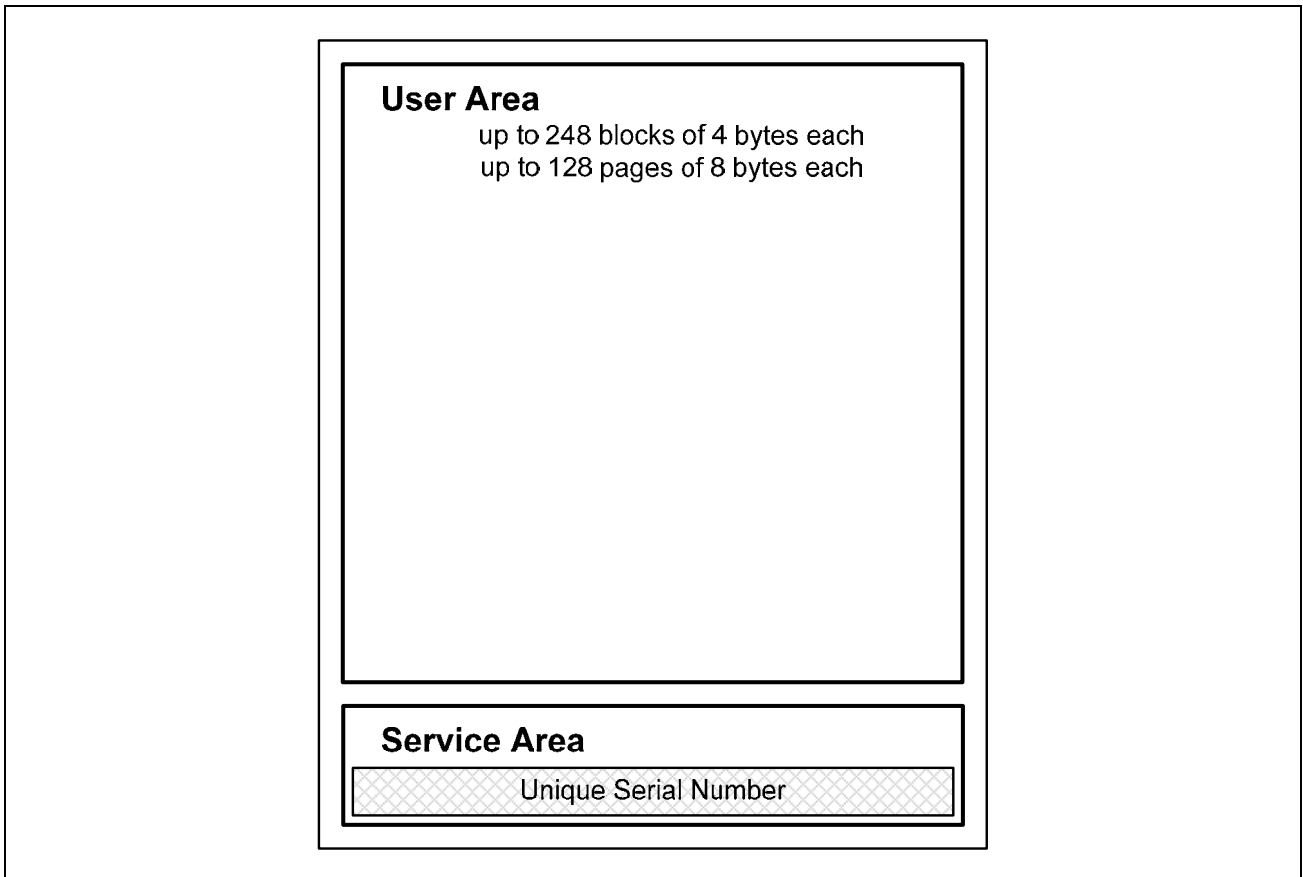 User Area
up to 248 blocks of 4 bytes each
up to 128 pages of 8 bytes each
Service Area
Unique Serial Number